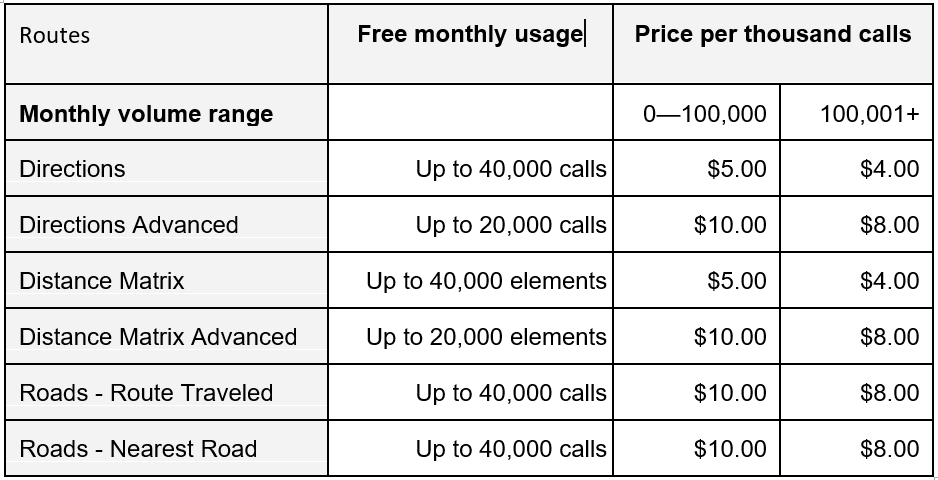 Routes Free monthly usage Price per thousand calls
Monthly volume range 0—100,000 100,001+
Directions Up to 40,000 calls $5.00 $4.00
Directions Advanced Up to 20,000 calls $10.00 $8.00
Distance Matrix Up to 40,000 elements $5.00 $4.00
Distance Matrix Advanced Up to 20,000 elements $10.00 $8.00
Roads - Route Traveled Up to 40,000 calls $10.00 $8.00
Roads - Nearest Road Up to 40,000 calls $10.00 $8.00